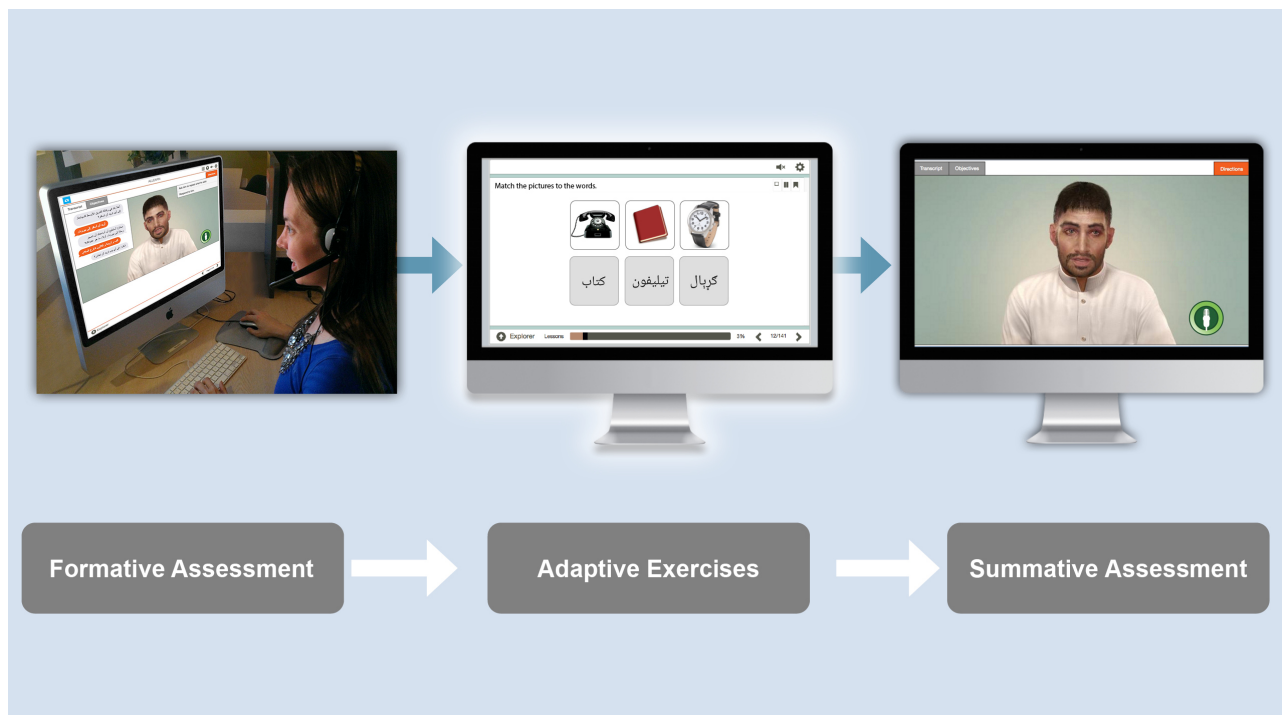 Transcript
Match the pictures to the words.
کتاب تیلیفون
Explorer Lessons 3% 12/141
Transcript Objectives Directions
Formative Assessment
Adaptive Exercises
Summative Assessment